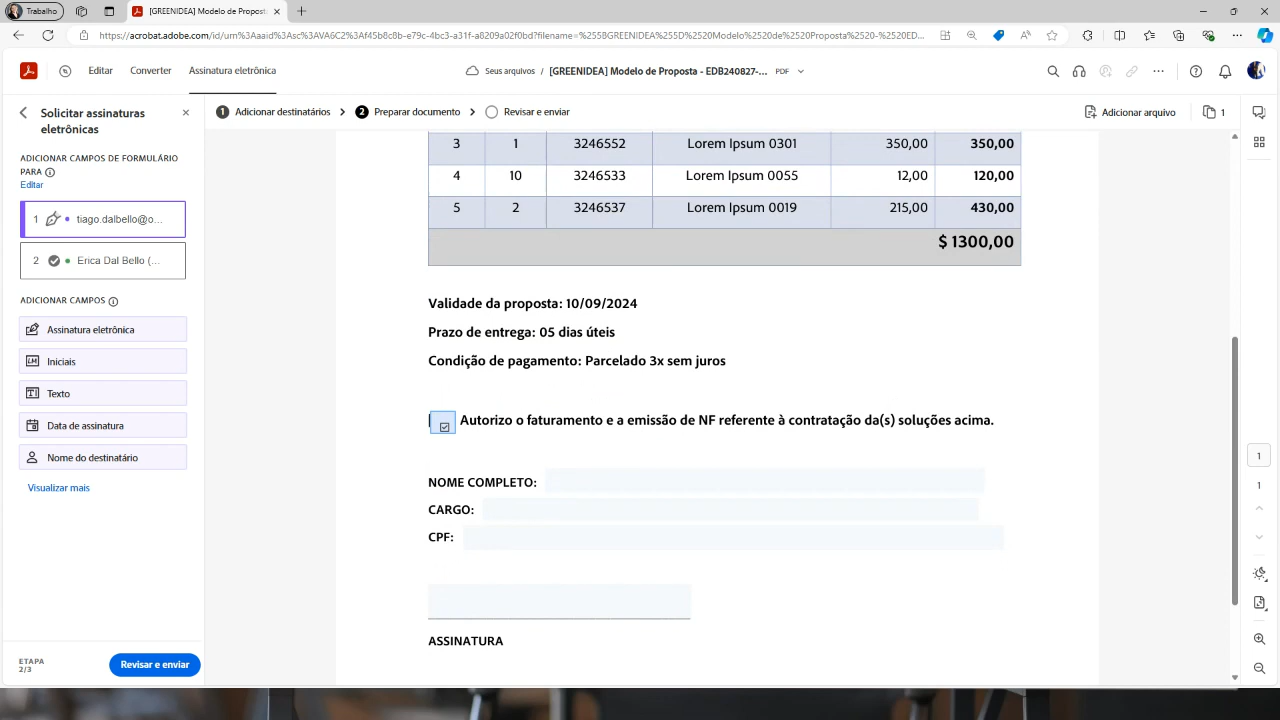 Trabalho
[GREENIDEA] Modelo de Propost
https://acrobat.adobe.com/id/urn%3Aaaid%3Asc%3AVA6C2%3Af45b8c8b-e79c-4bc3-a31f-a8209a02f0bd?filename=%255BGREENIDEA%255D%2520Modelo%2520de%2520Proposta%2520-%2520ED...
Editar
Converter
Assinatura eletrônica
Seus arquivos / [GREENIDEA] Modelo de Proposta - EDB240827-... PDF
Solicitar assinaturas
eletrônicas
1 Adicionar destinatários
2 Preparar documento
Revisar e enviar
Adicionar arquivo
1
ADICIONAR CAMPOS DE FORMULÁRIO
PARA
Editar
1 tiago.dalbello@o...
2 Erica Dal Bello (...
ADICIONAR CAMPOS
Assinatura eletrônica
LM Iniciais
Texto
Data de assinatura
Nome do destinatário
Visualizar mais
ETAPA
2/3
Revisar e enviar
3 1 3246552 Lorem Ipsum 0301 350,00 350,00
4 10 3246533 Lorem Ipsum 0055 12,00 120,00
5 2 3246537 Lorem Ipsum 0019 215,00 430,00
$ 1300,00
Validade da proposta: 10/09/2024
Prazo de entrega: 05 dias úteis
Condição de pagamento: Parcelado 3x sem juros
Autorizo o faturamento e a emissão de NF referente à contratação da(s) soluções acima.
NOME COMPLETO:
CARGO:
CPF:
ASSINATURA
1
1